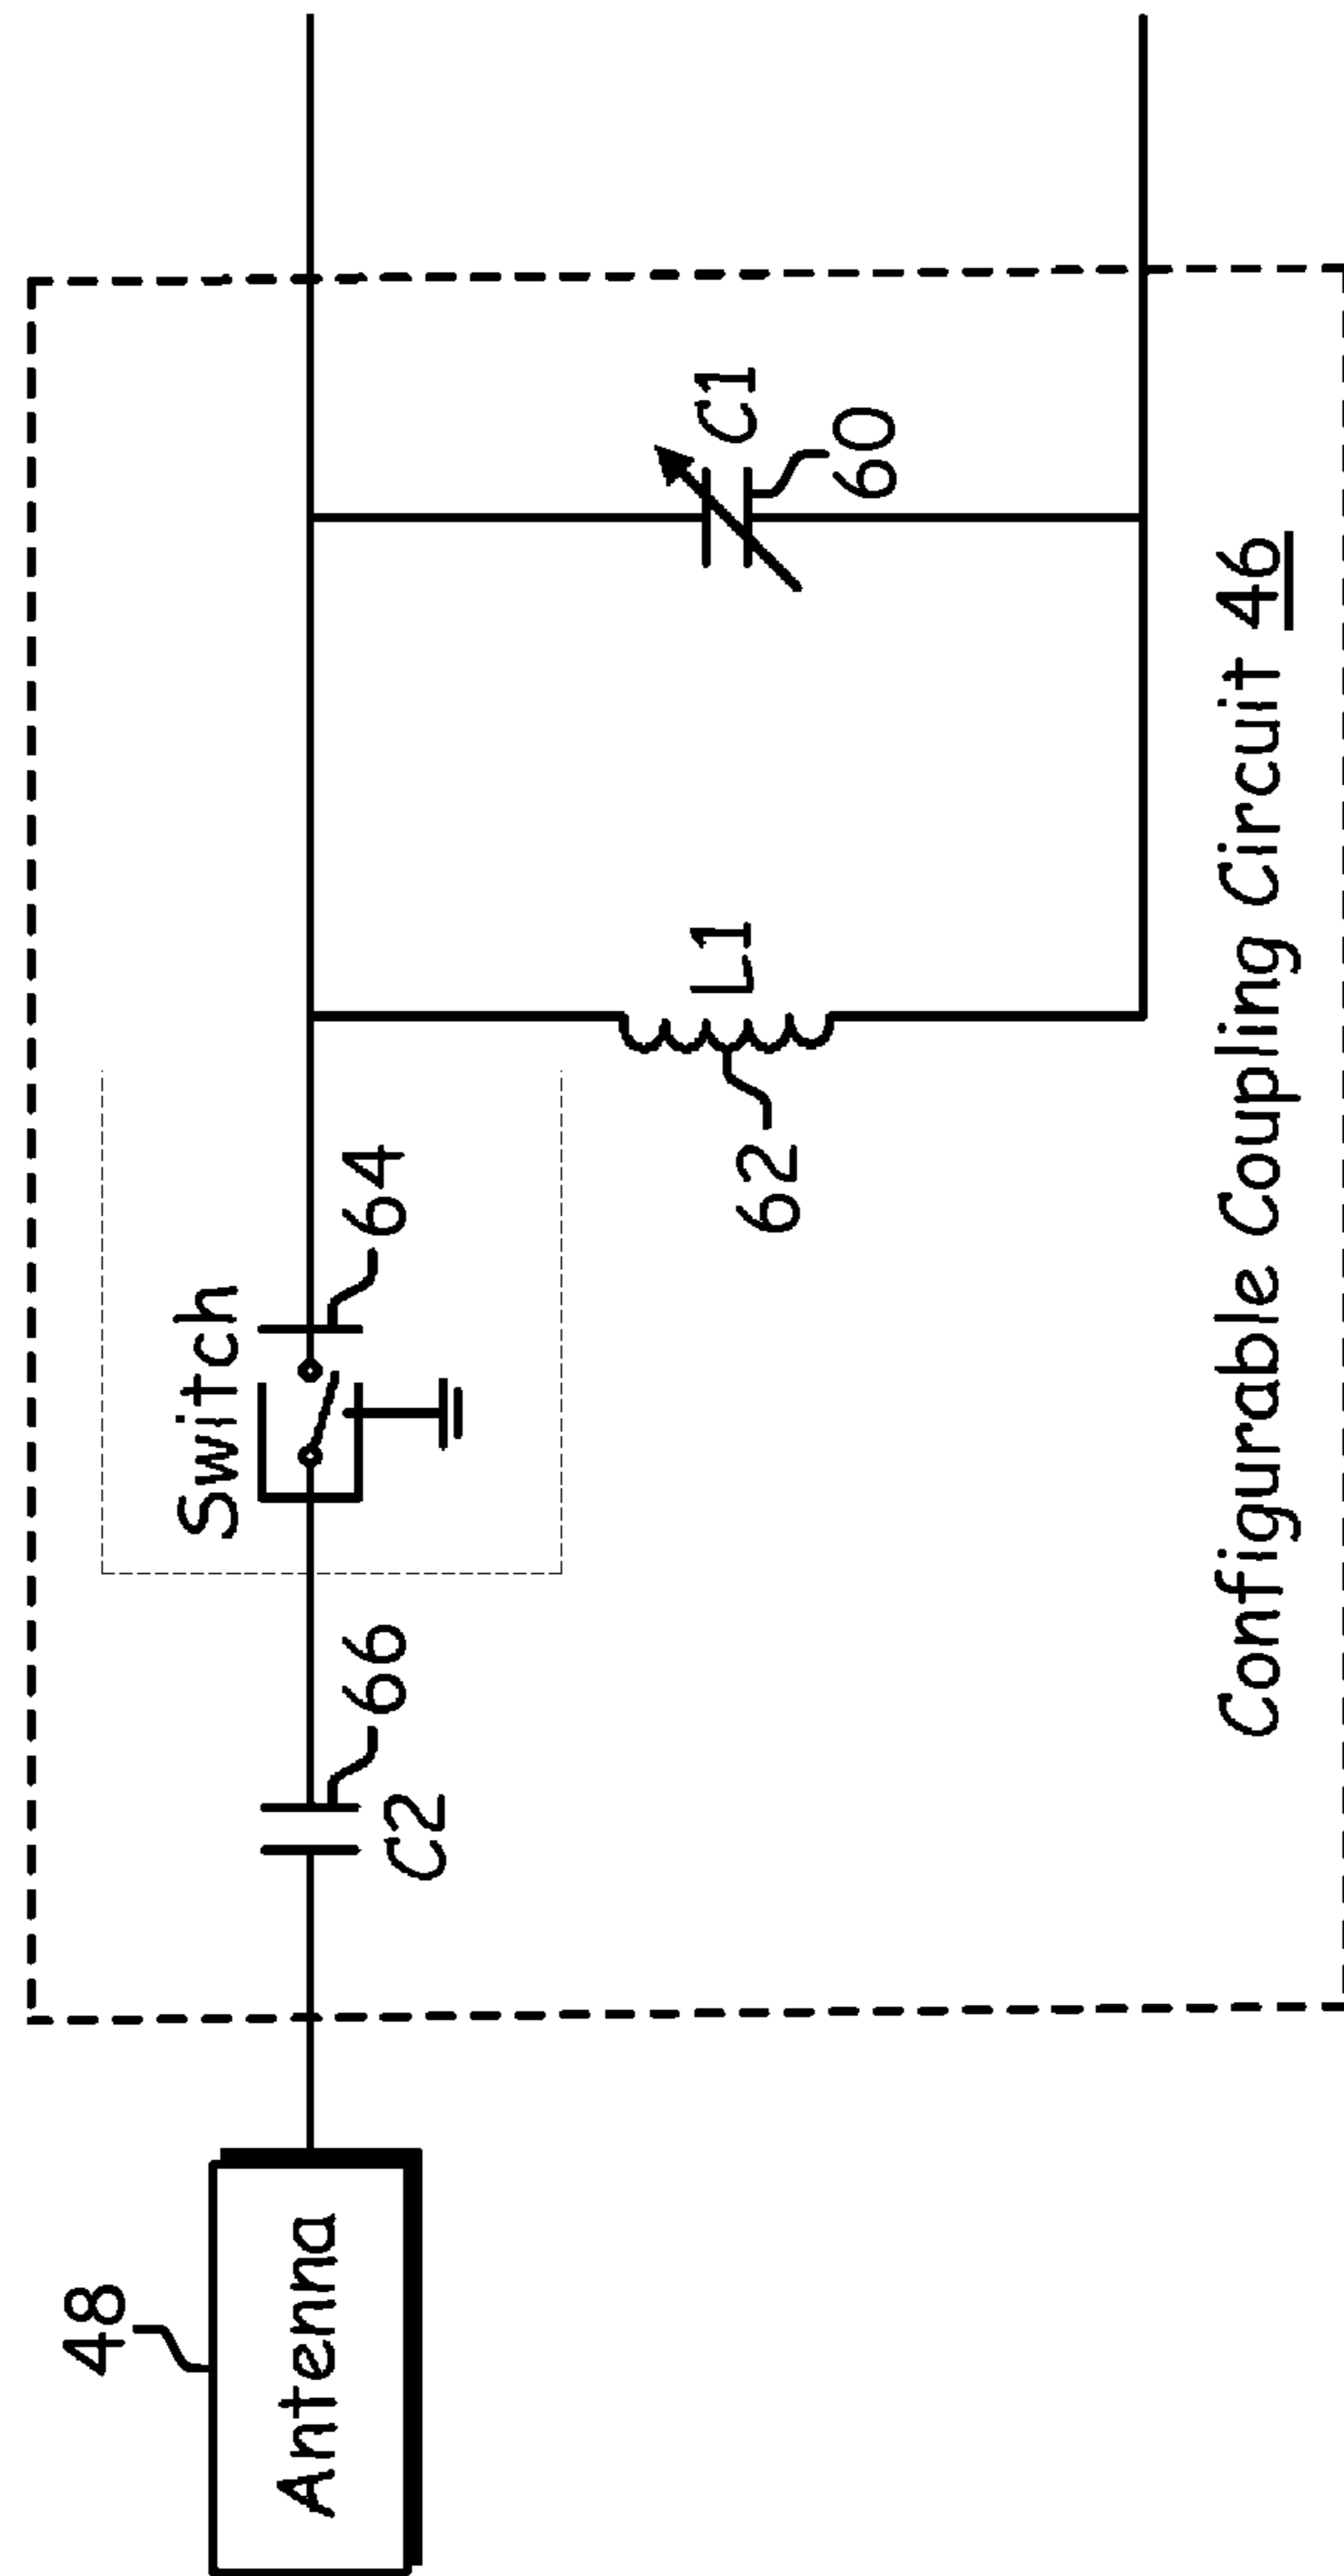 48
Antenna
C2
66
Switch
64
62
L1
C1
60
Configurable Coupling Circuit 46